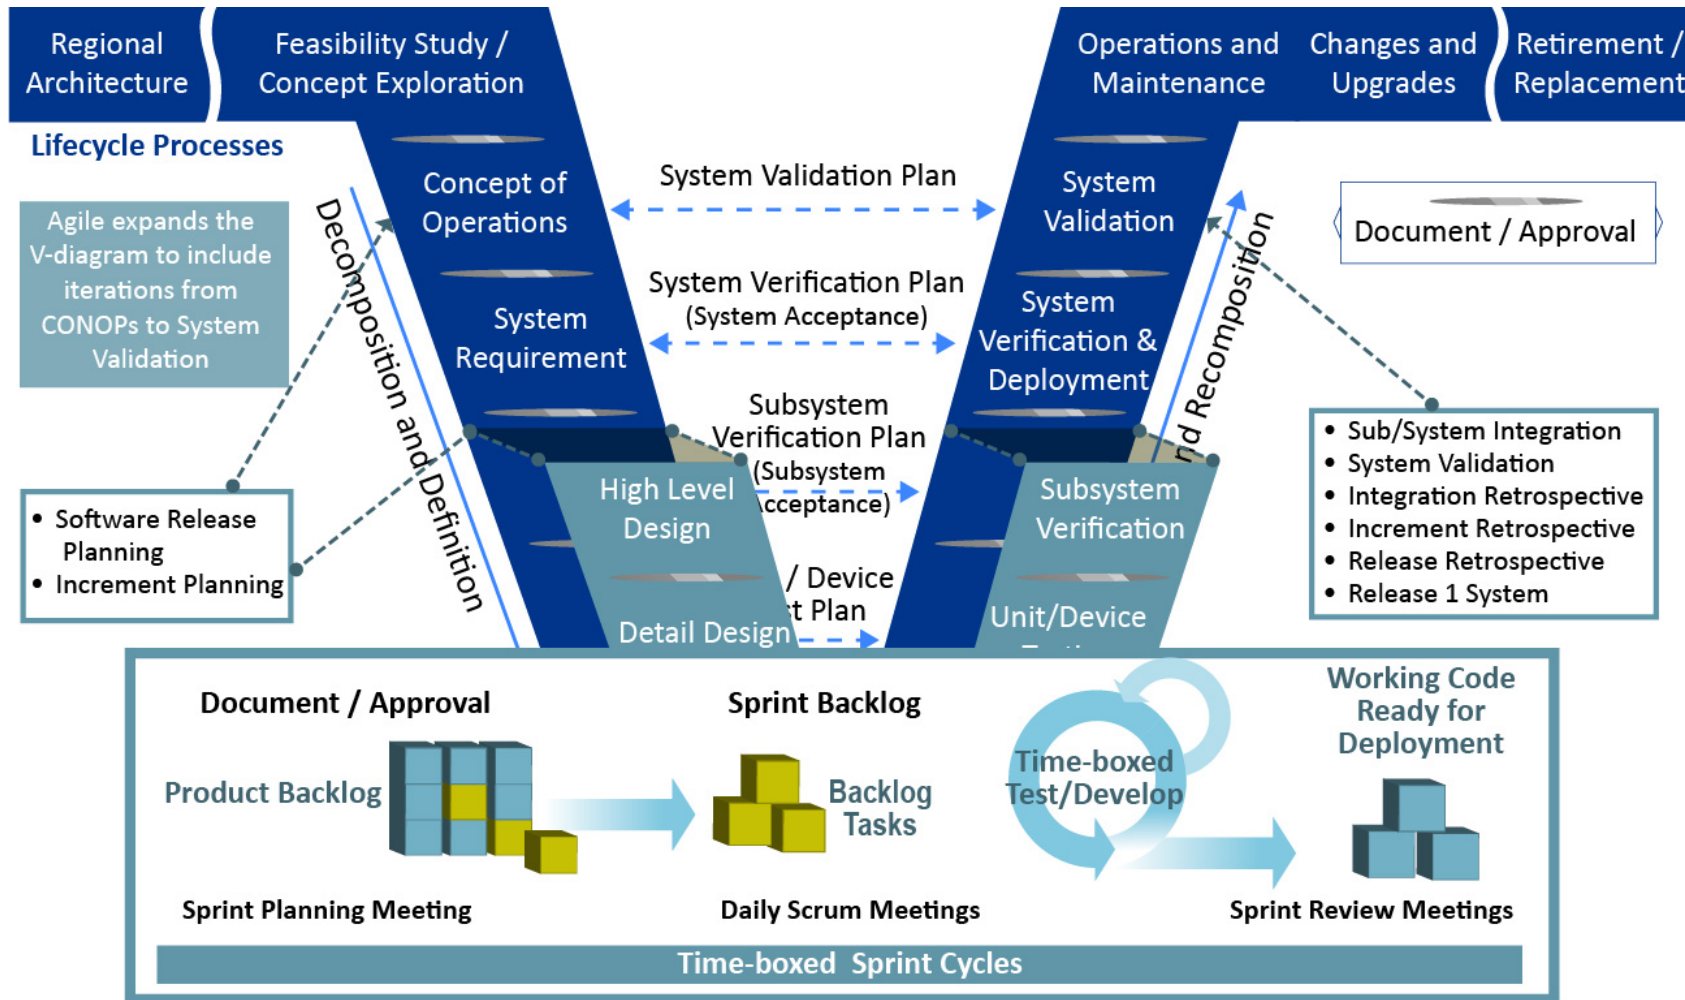 Regional
Architecture
Feasibility Study /
Concept Exploration
Operations and
Maintenance
Changes and
Upgrades
Retirement /
Replacement
Lifecycle Processes
Agile expands the
V-diagram to include
iterations from
CONOPs to System
Validation
Decomposition and Definition
Concept of
Operations
System Validation Plan
System
Validation
Document / Approval
System
Requirement
System Verification Plan
(System Acceptance)
System
Verification &
Deployment
Recomposition
Subsystem
Verification Plan
(Subsystem
Acceptance)
High Level
Design
Subsystem
Verification
/ Device
Plan
Detail Design
Unit/Device
• Software Release
Planning
• Increment Planning
• Sub/System Integration
• System Validation
• Integration Retrospective
• Increment Retrospective
• Release Retrospective
• Release 1 System
Document / Approval
Product Backlog
Sprint Planning Meeting
Sprint Backlog
Backlog
Tasks
Daily Scrum Meetings
Time-boxed
Test/Develop
Working Code
Ready for
Deployment
Sprint Review Meetings
Time-boxed Sprint Cycles